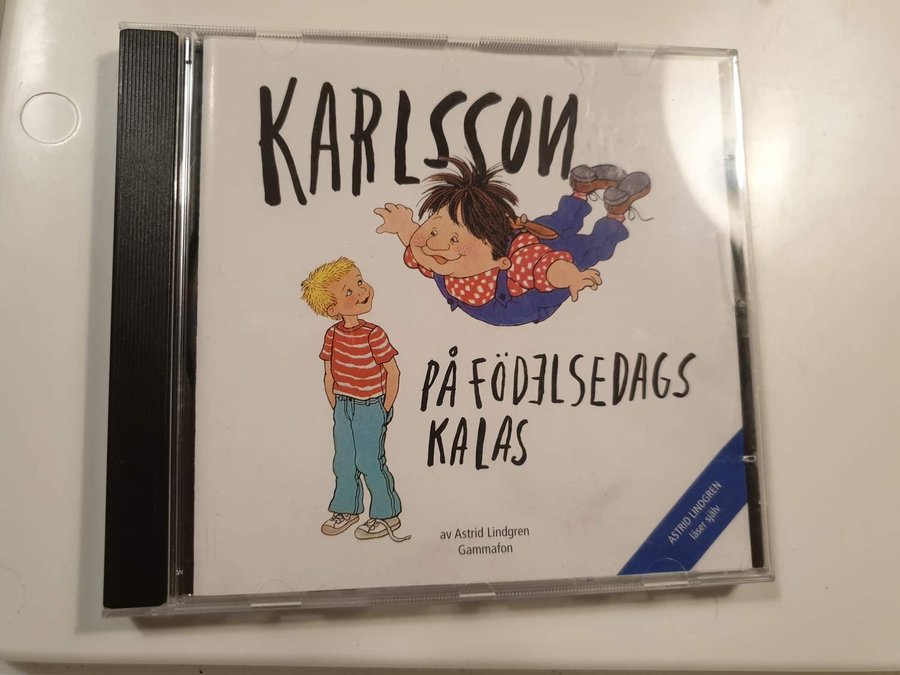 KARLSSON
PÅ FÖDELSEDAGS
KALAS
av Astrid Lindgren
Gammafon
ASTRID LINDGREN
läser själv